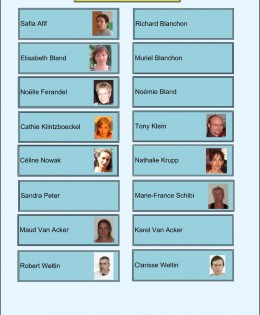 Safia Afif
Richard Blanchon
Elisabeth Bland
Muriel Blanchon
Noëlle Ferandel
Noëmie Bland
Cathie Klintzboeckel
Tony Klein
Céline Nowak
Nathalie Krupp
Sandra Peter
Marie-France Schibi
Maud Van Acker
Karel Van Acker
Robert Weltin
Clarisse Weltin